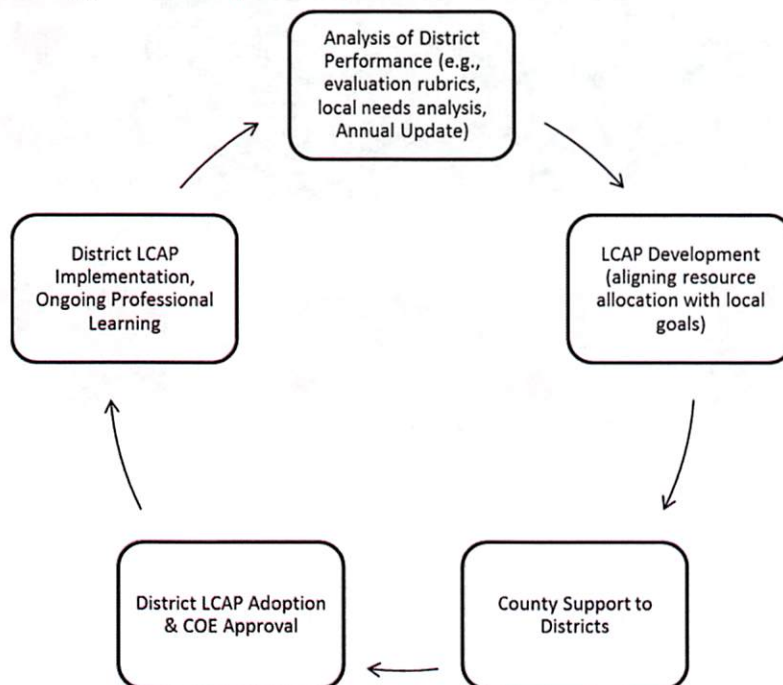 Analysis of District
Performance (e.g.,
evaluation rubrics,
local needs analysis,
Annual Update)
LCAP Development
(aligning resource
allocation with local
goals)
County Support to
Districts
District LCAP Adoption
& COE Approval
District LCAP
Implementation,
Ongoing Professional
Learning